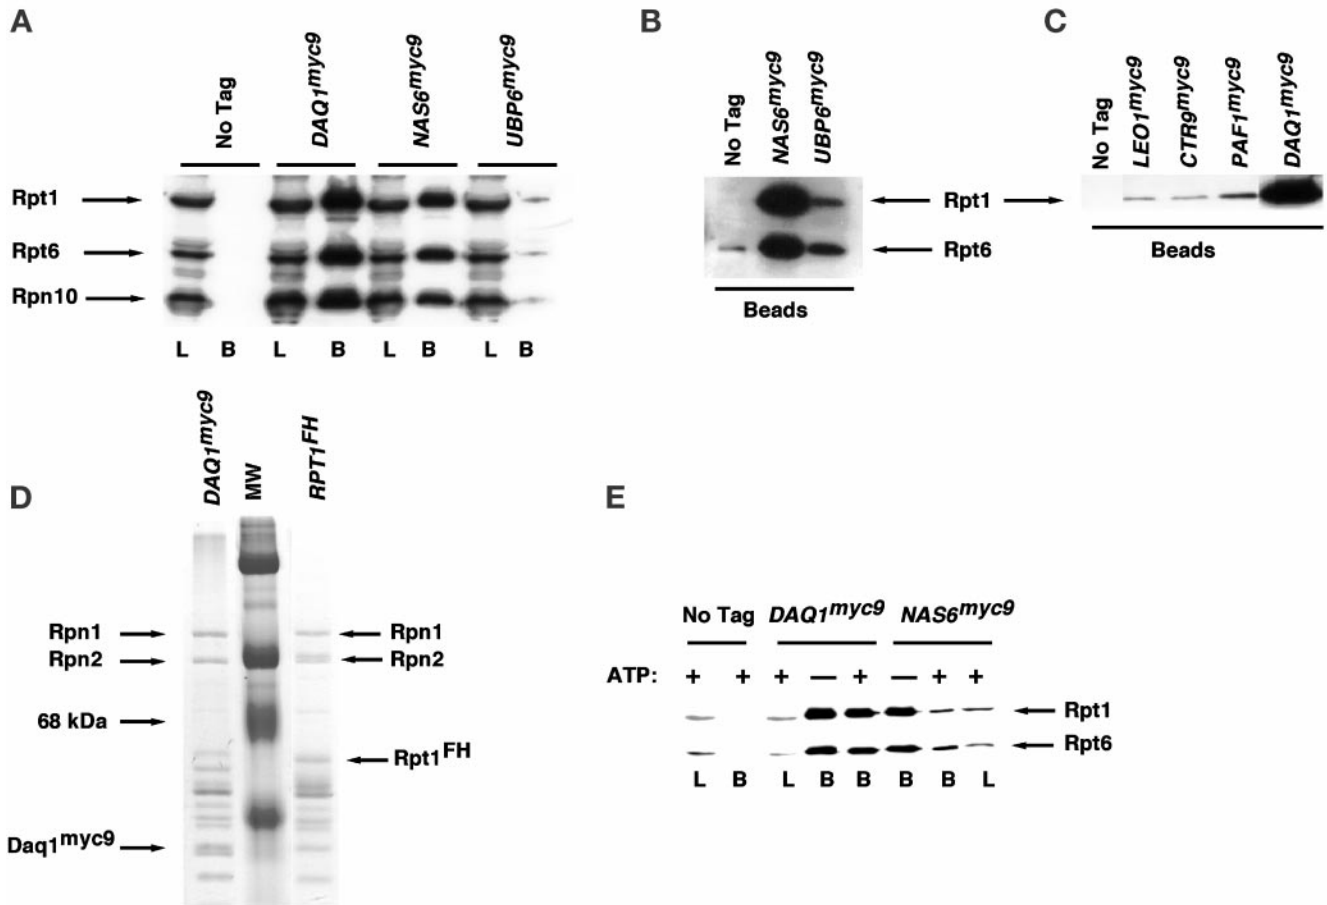 A
No Tag
DAQ1myc9
NAS6myc9
UBP6myc9
Rpt1
Rpt6
Rpn10
L B L B L B L B
B
No Tag
NAS6myc9
UBP6myc9
Rpt1
Rpt6
Beads
C
No Tag
LEO1myc9
CTR9myc9
PAF1myc9
DAQ1myc9
Beads
D
DAQ1myc9
MW
RPT1FH
Rpn1
Rpn2
68 kDa
Daq1myc9
Rpn1
Rpn2
Rpt1FH
E
No Tag DAQ1myc9 NAS6myc9
ATP: + + + — + — + +
Rpt1
Rpt6
L B L B B B B L